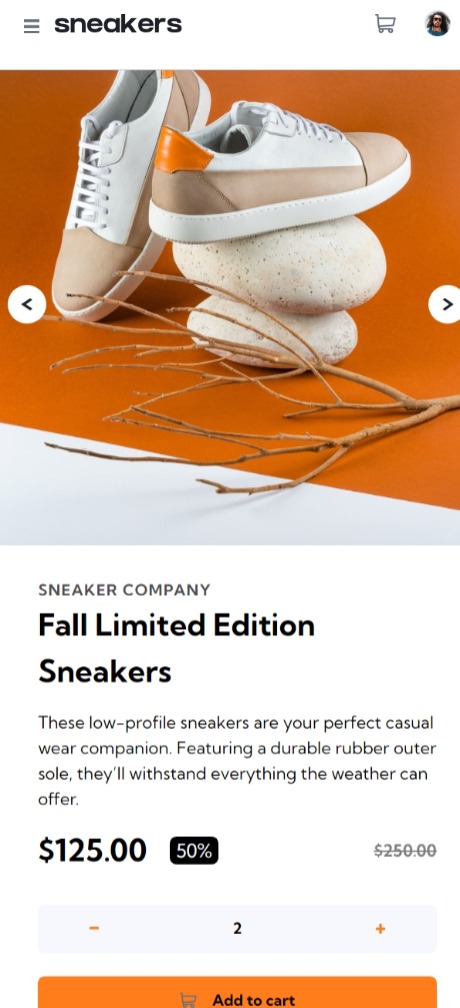 sneakers
SNEAKER COMPANY
Fall Limited Edition
Sneakers
These low-profile sneakers are your perfect casual
wear companion. Featuring a durable rubber outer
sole, they'll withstand everything the weather can
offer.
$125.00 50% $250.00
− 2 +
Add to cart